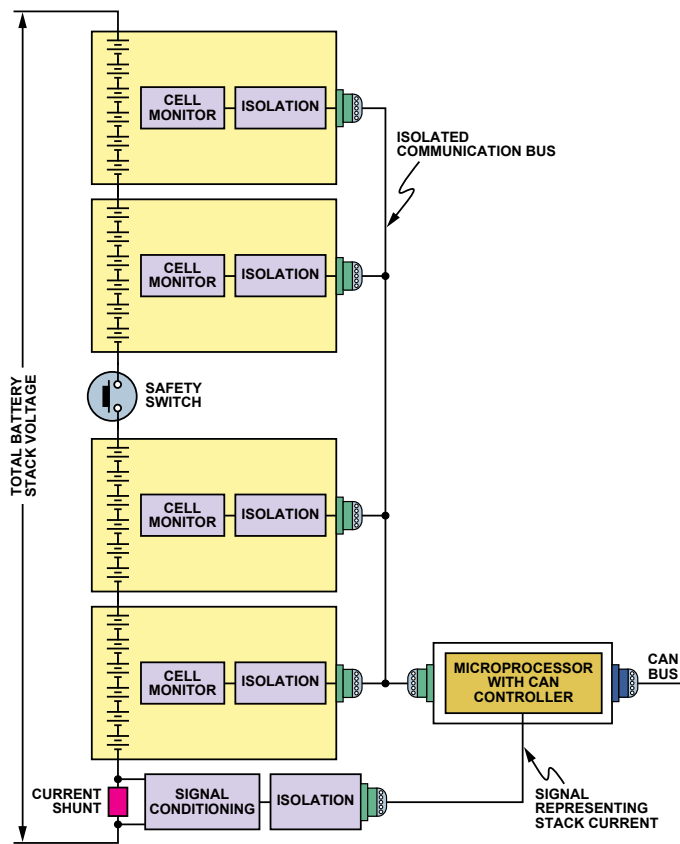 CELL
MONITOR
ISOLATION
ISOLATED
COMMUNICATION BUS
CELL
MONITOR
ISOLATION
TOTAL BATTERY
STACK VOLTAGE
SAFETY
SWITCH
CELL
MONITOR
ISOLATION
CELL
MONITOR
ISOLATION
MICROPROCESSOR
WITH CAN
CONTROLLER
CAN
BUS
CURRENT
SHUNT
SIGNAL
CONDITIONING
ISOLATION
SIGNAL
REPRESENTING
STACK CURRENT